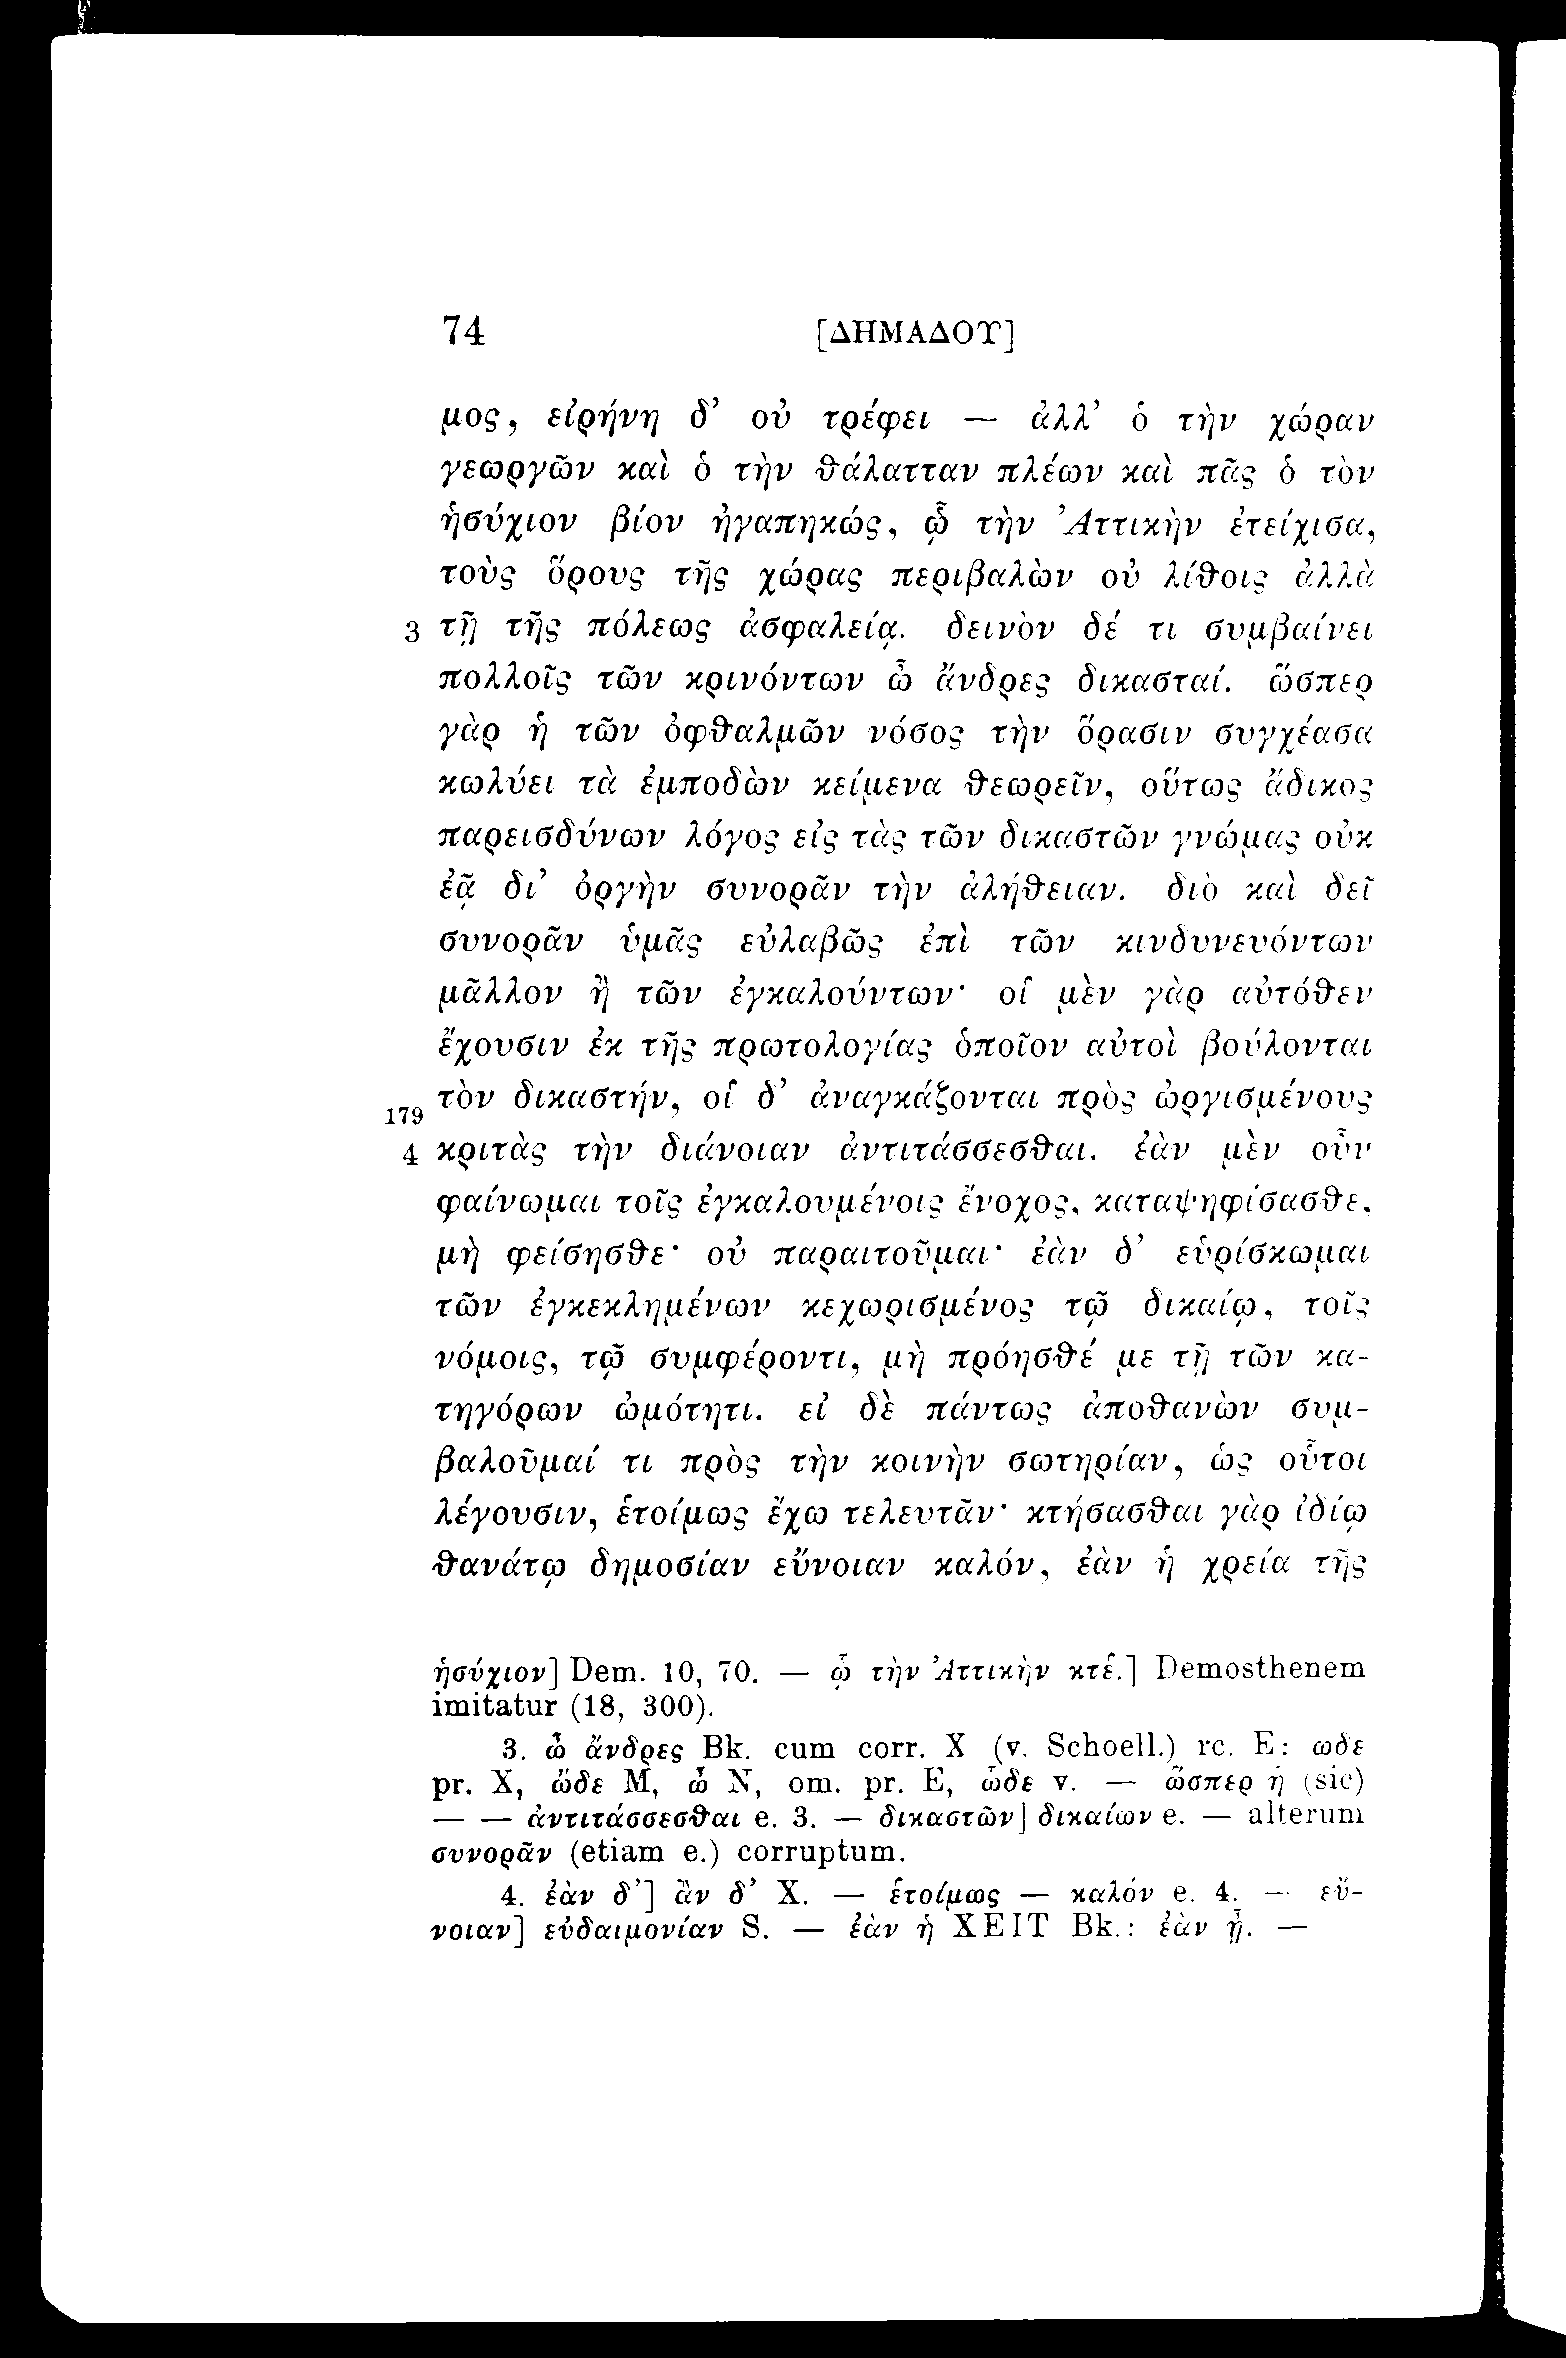 74 [ΔΗΜΑΔΟΥ]
μος, εἰρήνη δ’ οὐ τρέφει — ἀλλ’ ὁ τὴν χώραν
γεωργῶν καὶ ὁ τὴν θάλατταν πλέων καὶ πᾶς ὁ τὸν
ἡσύχιον βίον ἠγαπηκώς, ᾧ τὴν Ἀττικὴν ἐτείχισα,
τοὺς ὅρους τῆς χώρας περιβαλὼν οὐ λίθοις ἀλλὰ
3 τῇ τῆς πόλεως ἀσφαλείᾳ. δεινὸν δέ τι συμβαίνει
πολλοῖς τῶν κρινόντων ὦ ἄνδρες δικασταί. ὥσπερ
γὰρ ἡ τῶν ὀφθαλμῶν νόσος τὴν ὅρασιν συγχέασα
κωλύει τὰ ἐμποδὼν κείμενα θεωρεῖν, οὕτως ἄδικος
παρεισδύνων λόγος εἰς τὰς τῶν δικαστῶν γνώμας οὐκ
ἐᾷ δι’ ὀργὴν συνορᾶν τὴν ἀλήθειαν. διὸ καὶ δεῖ
συνορᾶν ὑμᾶς εὐλαβῶς ἐπὶ τῶν κινδυνευόντων
μᾶλλον ἢ τῶν ἐγκαλούντων· οἱ μὲν γὰρ αὐτόθεν
ἔχουσιν ἐκ τῆς πρωτολογίας ὁποῖον αὐτοὶ βούλονται
179 τὸν δικαστήν, οἱ δ’ ἀναγκάζονται πρὸς ὠργισμένους
4 κριτὰς τὴν διάνοιαν ἀντιτάσσεσθαι. ἐὰν μὲν οὖν
φαίνωμαι τοῖς ἐγκαλουμένοις ἔνοχος, καταψηφίσασθε,
μὴ φείσησθε· οὐ παραιτοῦμαι· ἐὰν δ’ εὑρίσκωμαι
τῶν ἐγκεκλημένων κεχωρισμένος τῷ δικαίῳ, τοῖς
νόμοις, τῷ συμφέροντι, μὴ πρόησθέ με τῇ τῶν κα-
τηγόρων ὠμότητι. εἰ δὲ πάντως ἀποθανὼν συμ-
βαλοῦμαί τι πρὸς τὴν κοινὴν σωτηρίαν, ὡς οὗτοι
λέγουσιν, ἑτοίμως ἔχω τελευτᾶν· κτήσασθαι γὰρ ἰδίῳ
θανάτῳ δημοσίαν εὔνοιαν καλόν, ἐὰν ἡ χρεία τῆς
ἡσύχιον] Dem. 10, 70. — ᾧ τὴν Ἀττικὴν κτέ.] Demosthenem
imitatur (18, 300).
3. ὦ ἄνδρες Bk. cum corr. X (v. Schoell.) rc. E: ωδε
pr. X, ὥδε M, ὦ N, om. pr. E, ὧδε v. — ὥσπερ ἡ (sic)
— — ἀντιτάσσεσθαι e. 3. — δικαστῶν] δικαίων e. — alterum
συνορᾶν (etiam e.) corruptum.
4. ἐὰν δ’] ἂν δ’ X. — ἑτοίμως — καλόν e. 4. — εὔ-
νοιαν] εὐδαιμονίαν S. — ἐὰν ἡ ΧΕΙΤ Bk.: ἐὰν ᾖ. —